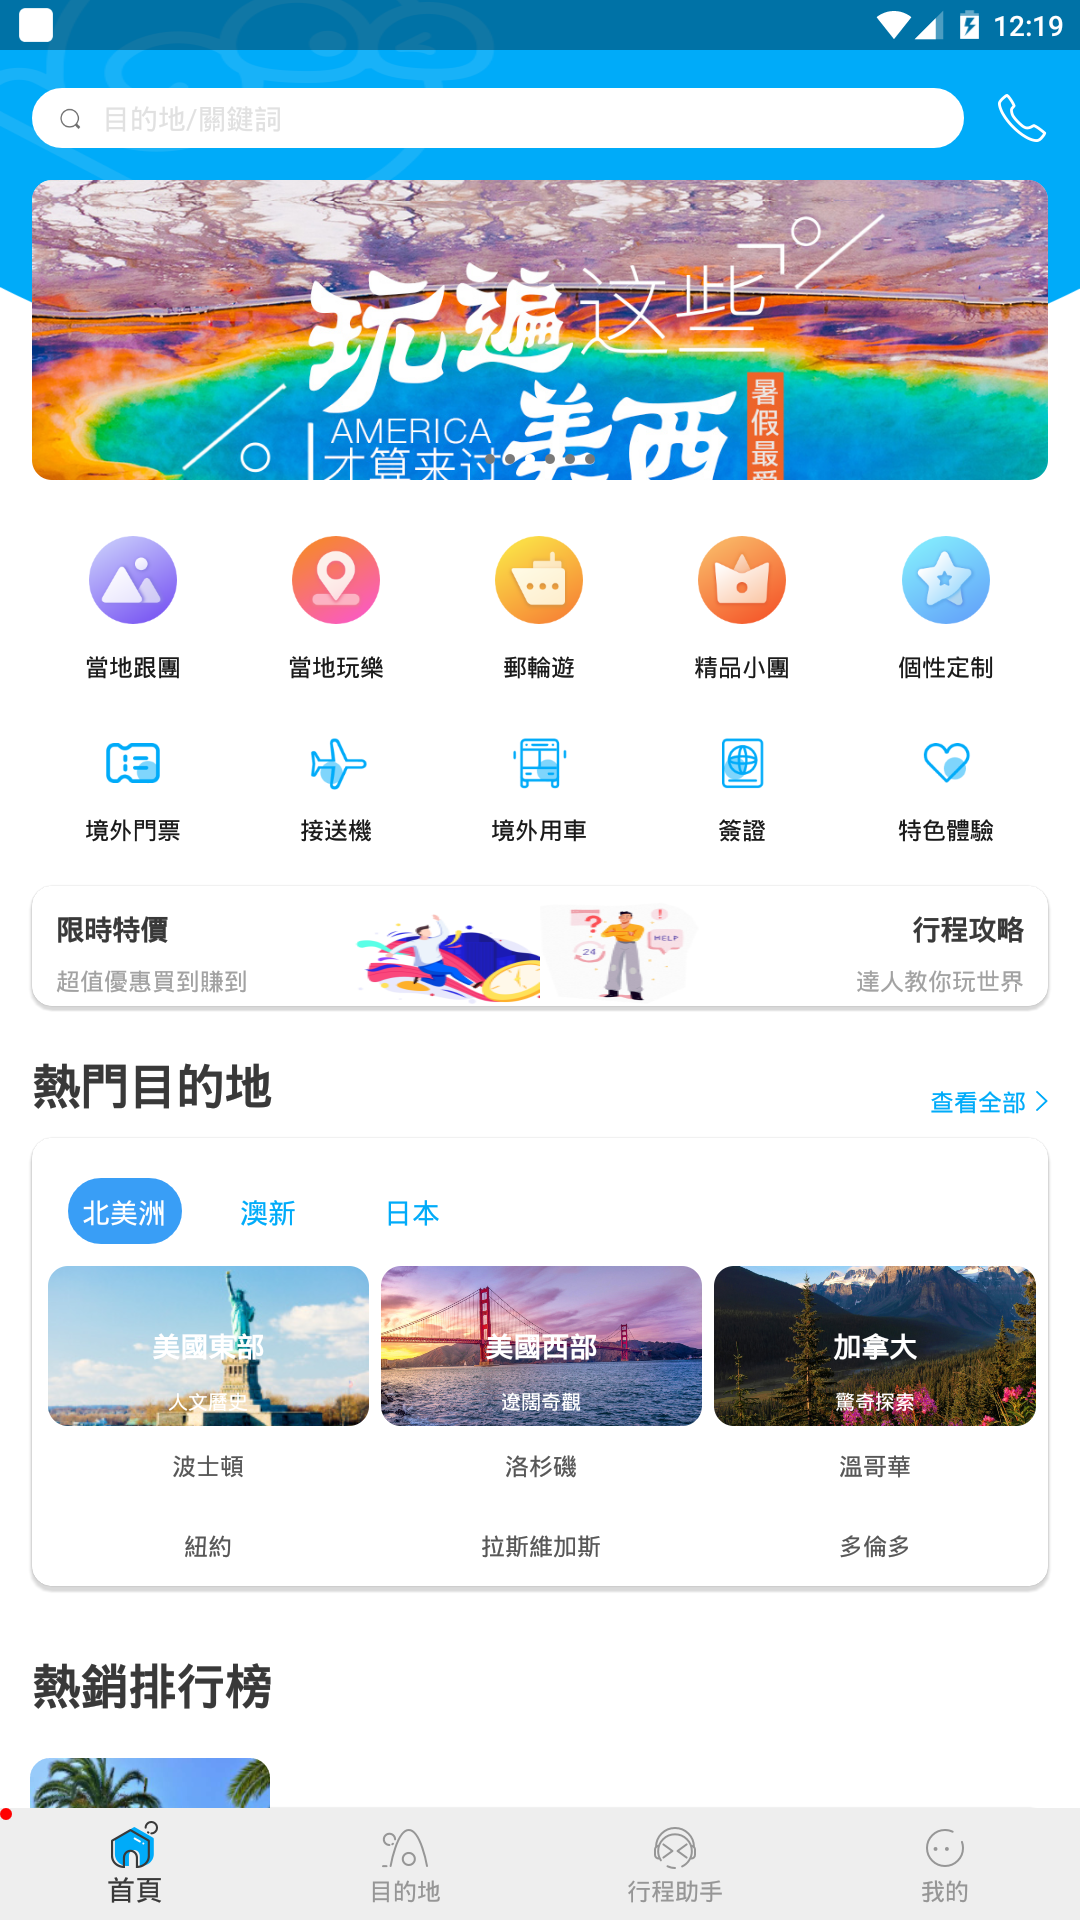 12:19
目的地/關鍵詞
玩遍这些
美西
AMERICA
才算来过
暑假最爱
當地跟團
當地玩樂
郵輪遊
精品小團
個性定制
境外門票
接送機
境外用車
簽證
特色體驗
限時特價
超值優惠買到賺到
?
24
HELP
!
行程攻略
達人教你玩世界
熱門目的地
查看全部
北美洲
澳新
日本
美國東部
人文曆史
美國西部
遼闊奇觀
加拿大
驚奇探索
波士頓
洛杉磯
溫哥華
紐約
拉斯維加斯
多倫多
熱銷排行榜
首頁
目的地
行程助手
我的